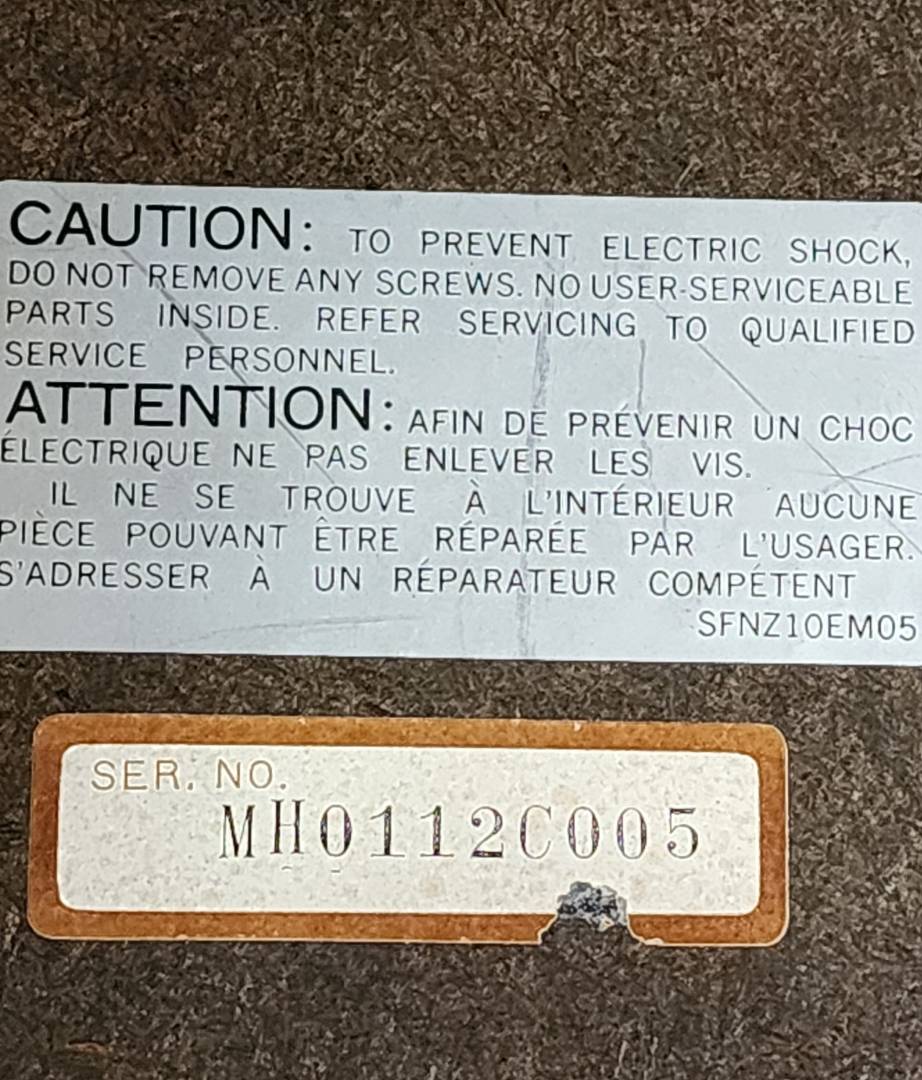 CAUTION: TO PREVENT ELECTRIC SHOCK,
DO NOT REMOVE ANY SCREWS. NO USER-SERVICEABLE
PARTS INSIDE. REFER SERVICING TO QUALIFIED
SERVICE PERSONNEL.
ATTENTION: AFIN DE PRÉVENIR UN CHOC
ÉLECTRIQUE NE PAS ENLEVER LES VIS.
IL NE SE TROUVE À L'INTÉRIEUR AUCUNE
PIÈCE POUVANT ÊTRE RÉPARÉE PAR L'USAGER.
S'ADRESSER À UN RÉPARATEUR COMPÉTENT
SFNZ10EM05
SER. NO.
MH0112C005